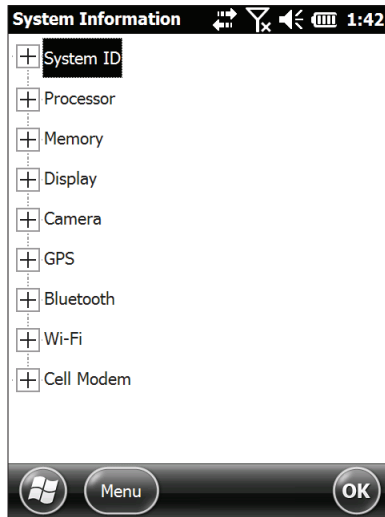 System Information 1:42
System ID
Processor
Memory
Display
Camera
GPS
Bluetooth
Wi-Fi
Cell Modem
Menu OK